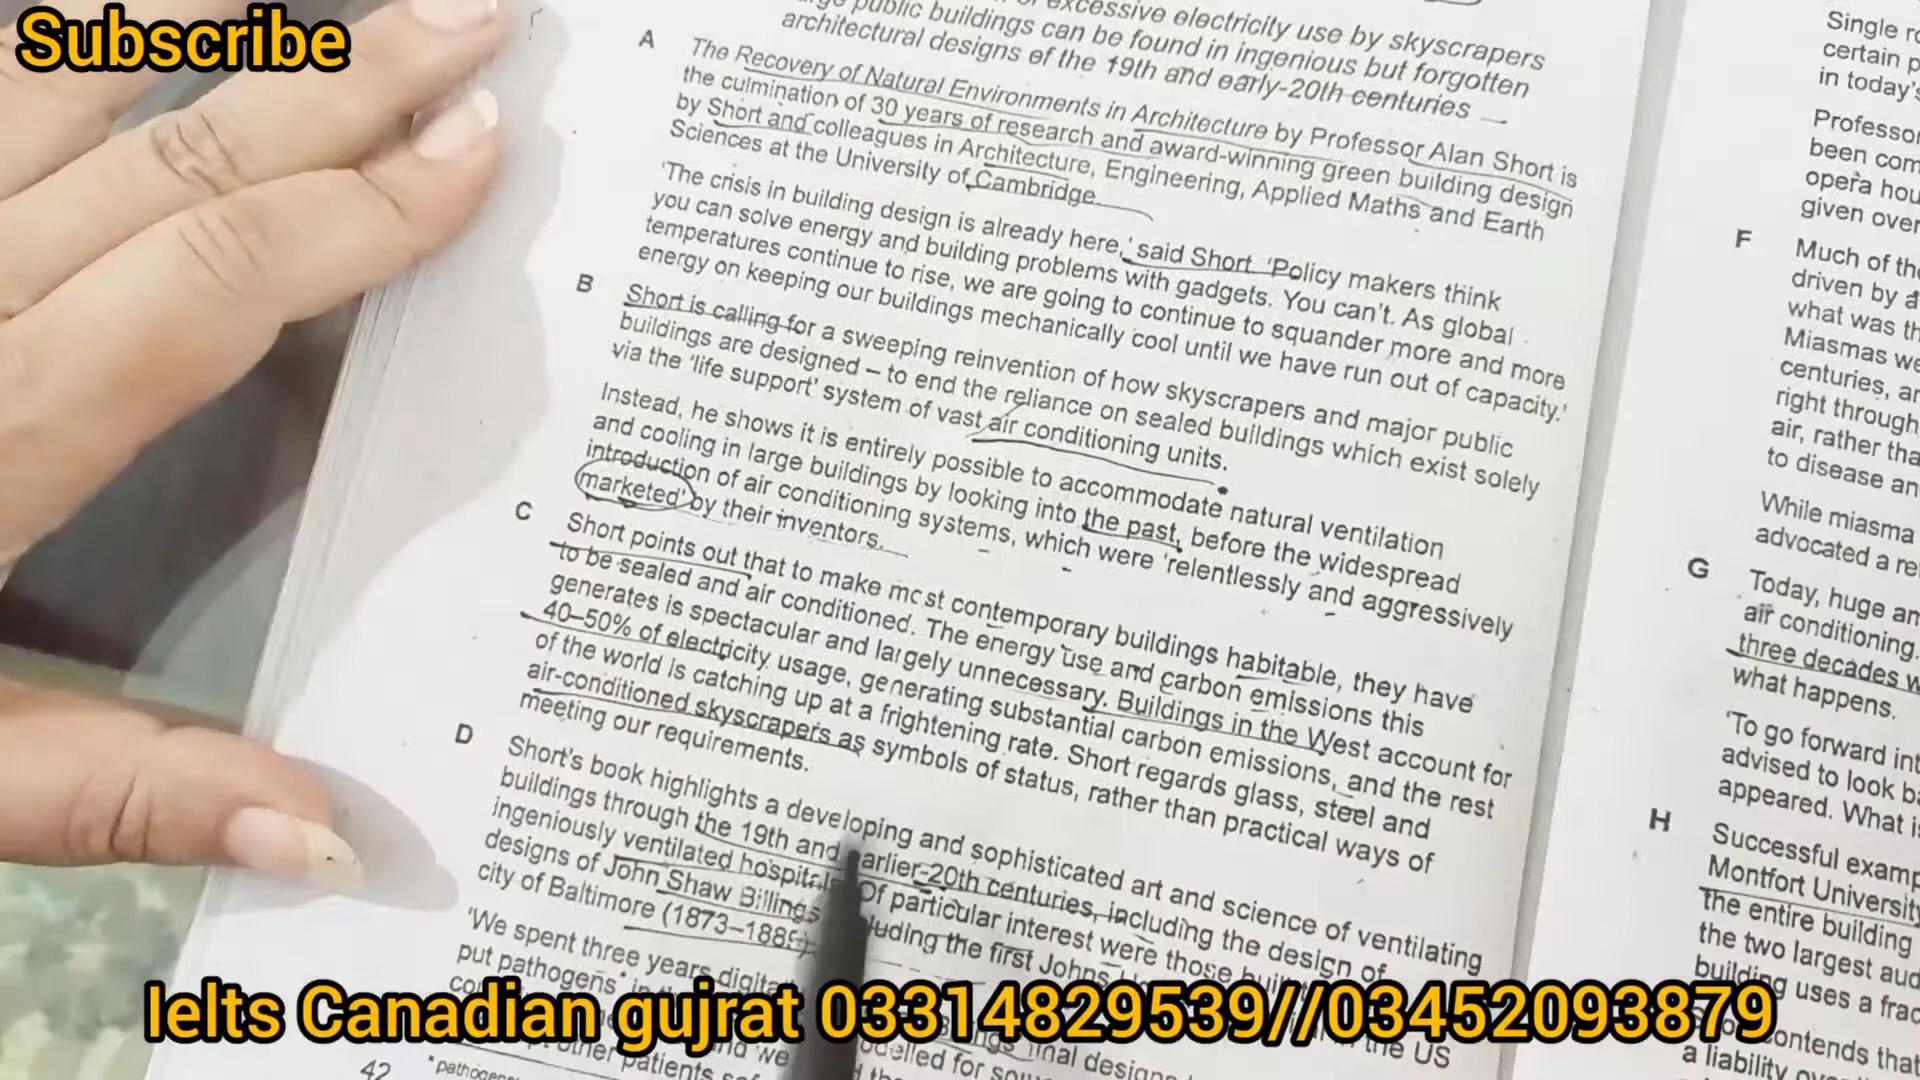 Subscribe
excessive electricity use by skyscrapers
public buildings can be found in ingenious but forgotten
architectural designs of the 19th and early-20th centuries
A The Recovery of Natural Environments in Architecture by Professor Alan Short is
the culmination of 30 years of research and award-winning green building design
by Short and colleagues in Architecture, Engineering, Applied Maths and Earth
Sciences at the University of Cambridge.
'The crisis in building design is already here,' said Short. 'Policy makers think
you can solve energy and building problems with gadgets. You can't. As global
temperatures continue to rise, we are going to continue to squander more and more
energy on keeping our buildings mechanically cool until we have run out of capacity.'
B Short is calling for a sweeping reinvention of how skyscrapers and major public
buildings are designed – to end the reliance on sealed buildings which exist solely
via the 'life support' system of vast air conditioning units.
Instead, he shows it is entirely possible to accommodate natural ventilation
and cooling in large buildings by looking into the past, before the widespread
introduction of air conditioning systems, which were 'relentlessly and aggressively
marketed' by their inventors.
C Short points out that to make most contemporary buildings habitable, they have
to be sealed and air conditioned. The energy use and carbon emissions this
generates is spectacular and largely unnecessary. Buildings in the West account for
40–50% of electricity usage, generating substantial carbon emissions, and the rest
of the world is catching up at a frightening rate. Short regards glass, steel and
air-conditioned skyscrapers as symbols of status, rather than practical ways of
meeting our requirements.
D Short's book highlights a developing and sophisticated art and science of ventilating
buildings through the 19th and earlier-20th centuries, including the design of
ingeniously ventilated hospitals. Of particular interest were those built
designs of John Shaw Billings including the first Johns
city of Baltimore (1873–1889)
'We spent three years
put pathogens*
other patients
final designs
the US
42
Single
certain
in today's
Professor
been
opera
given over
F Much of the
driven by
what was
Miasmas
centuries,
right through
air, rather
to disease
While miasma
advocated a
G Today, huge
air conditioning.
three decades
what happens.
'To go forward
advised to look
appeared. What
H Successful
Montfort University
the entire building
the two largest
building uses a
contends that
a liability
Ielts Canadian gujrat 03314829539//03452093879